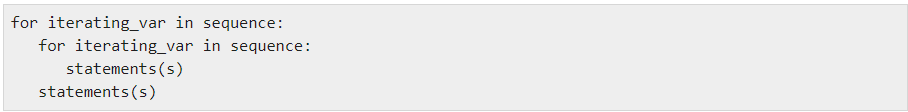 for iterating_var in sequence:
   for iterating_var in sequence:
      statements(s)
   statements(s)